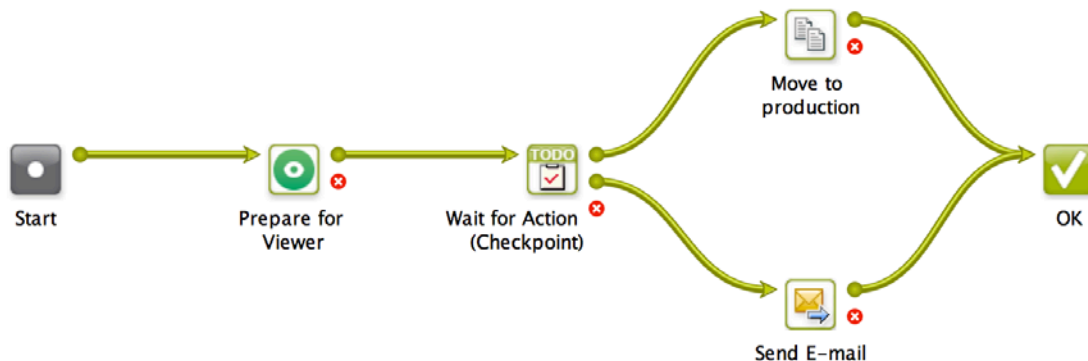 Move to
production
TODO
Start
Prepare for
Viewer
Wait for Action
(Checkpoint)
OK
Send E-mail